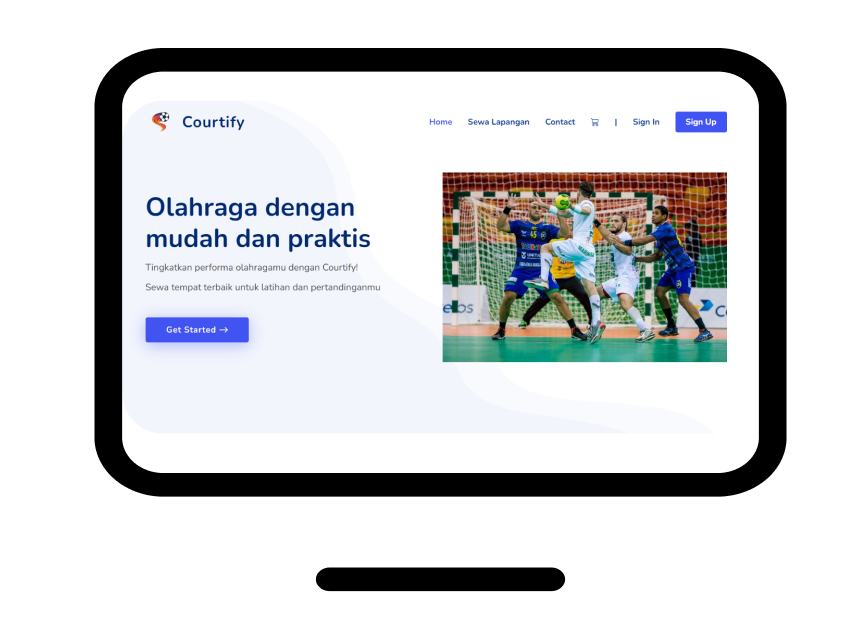 Courtify
Home Sewa Lapangan Contact | Sign In Sign Up
Olahraga dengan
mudah dan praktis
Tingkatkan performa olahragamu dengan Courtify!
Sewa tempat terbaik untuk latihan dan pertandinganmu
Get Started →
45